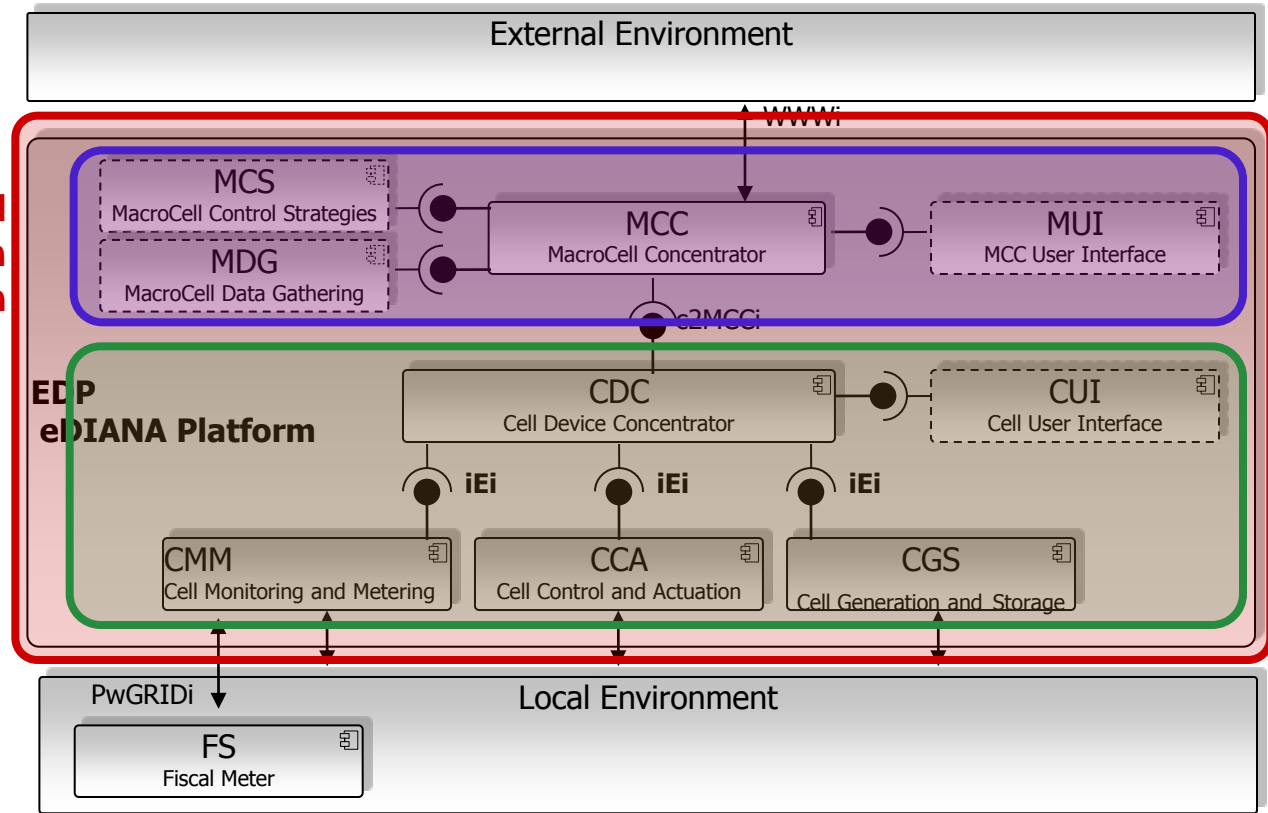 External Environment
WWWi
MCS
MacroCell Control Strategies
MCC
MacroCell Concentrator
MUI
MCC User Interface
MDG
MacroCell Data Gathering
c2MCCi
EDP
eDIANA Platform
CDC
Cell Device Concentrator
CUI
Cell User Interface
iEi
iEi
iEi
CMM
Cell Monitoring and Metering
CCA
Cell Control and Actuation
CGS
Cell Generation and Storage
PwGRIDi
Local Environment
FS
Fiscal Meter